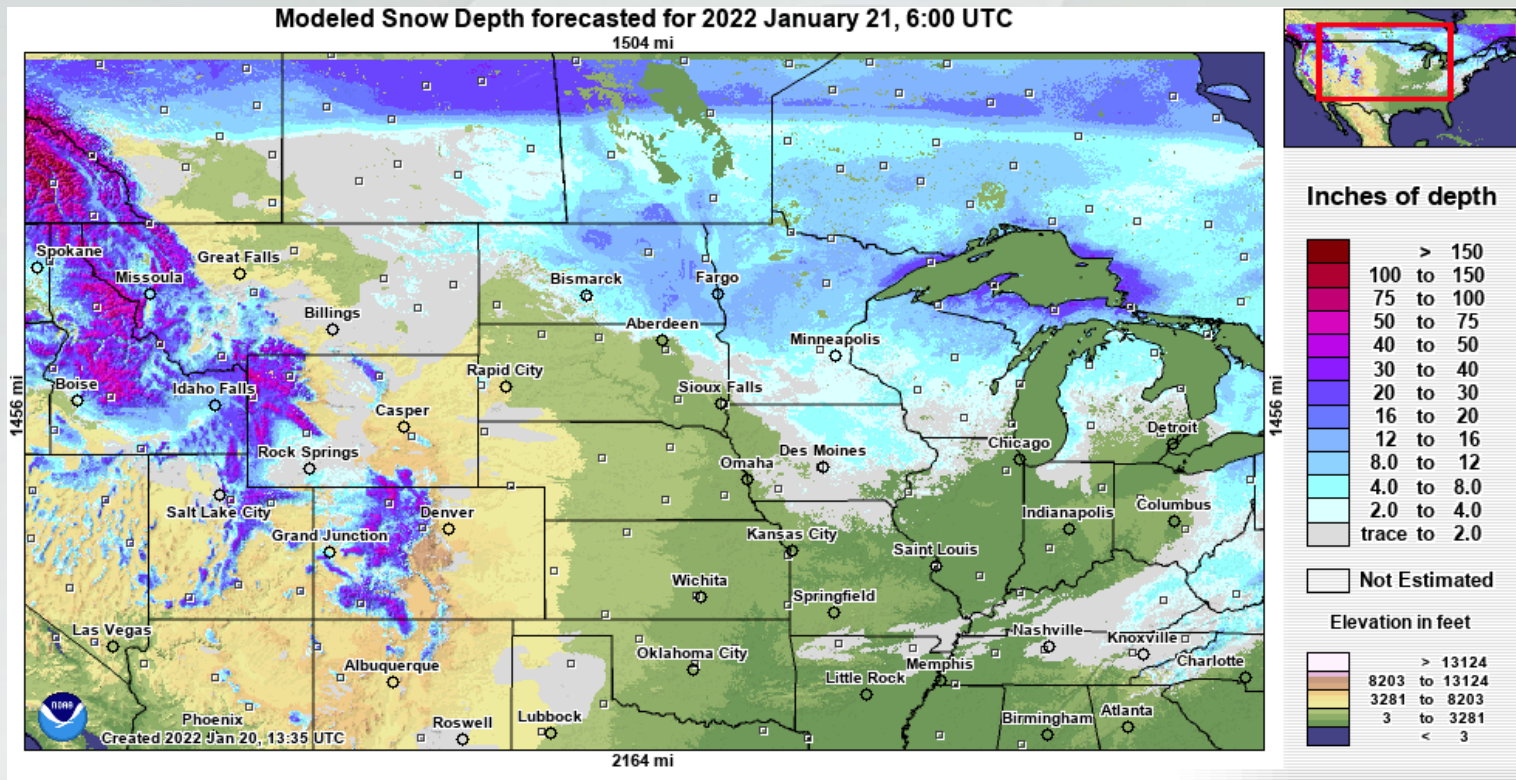 Modeled Snow Depth forecasted for 2022 January 21, 6:00 UTC
1504 mi
1456 mi
1456 mi
2164 mi
Spokane
Missoula
Great Falls
Billings
Bismarck
Fargo
Aberdeen
Minneapolis
Boise
Idaho Falls
Rapid City
Sioux Falls
Casper
Rock Springs
Omaha
Des Moines
Chicago
Detroit
Salt Lake City
Denver
Grand Junction
Kansas City
Saint Louis
Indianapolis
Columbus
Wichita
Springfield
Las Vegas
Albuquerque
Oklahoma City
Nashville
Knoxville
Memphis
Charlotte
Little Rock
Phoenix
Roswell
Lubbock
Birmingham
Atlanta
NOAA
Created 2022 Jan 20, 13:35 UTC
Inches of depth
> 150
100 to 150
75 to 100
50 to 75
40 to 50
30 to 40
20 to 30
16 to 20
12 to 16
8.0 to 12
4.0 to 8.0
2.0 to 4.0
trace to 2.0
Not Estimated
Elevation in feet
> 13124
8203 to 13124
3281 to 8203
3 to 3281
< 3